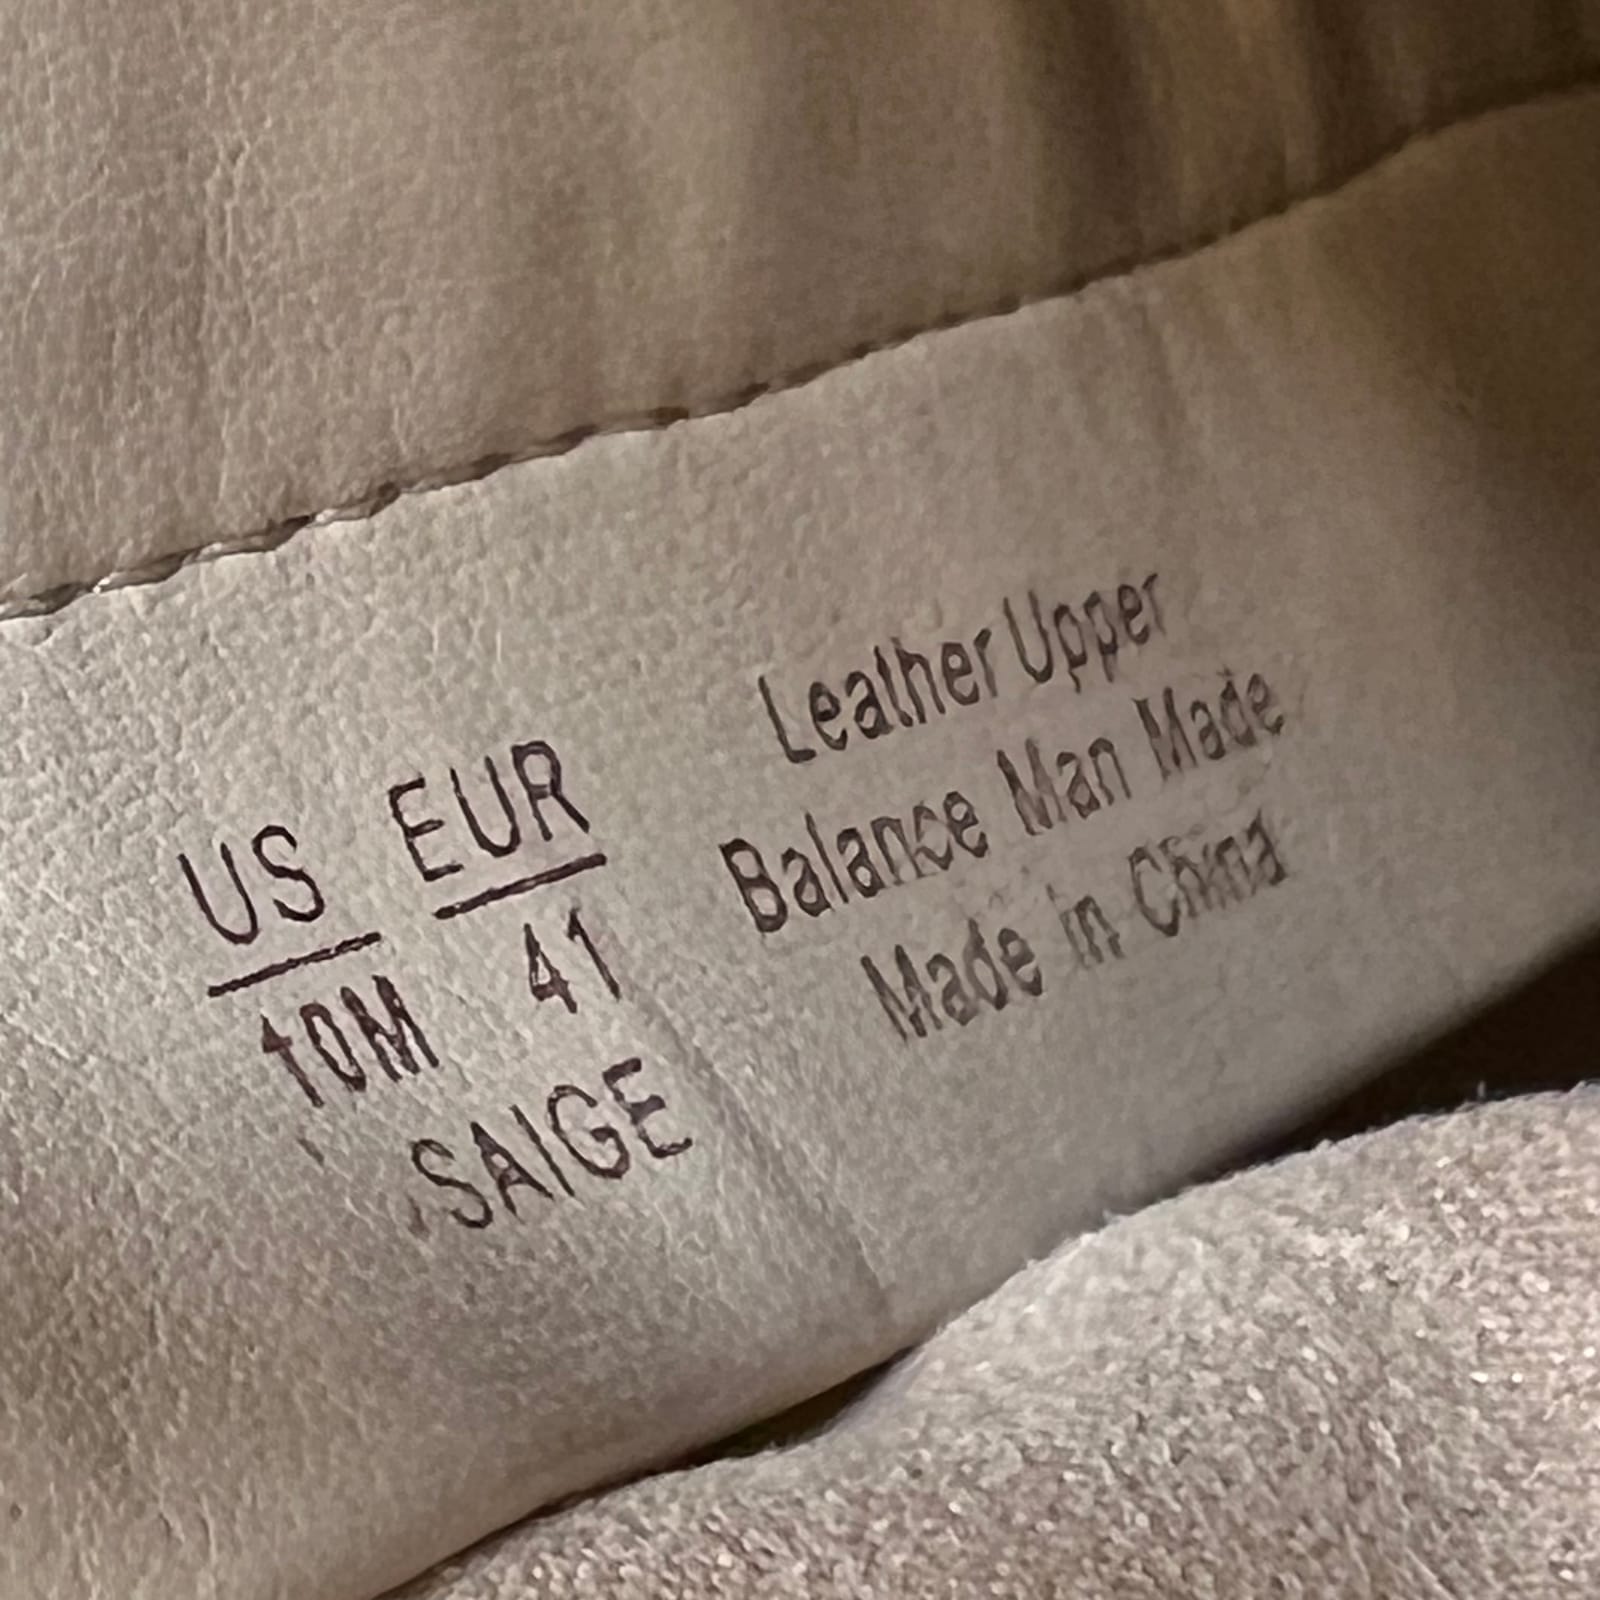 US EUR
10M 41
SAIGE
Leather Upper
Balance Man Made
Made in China